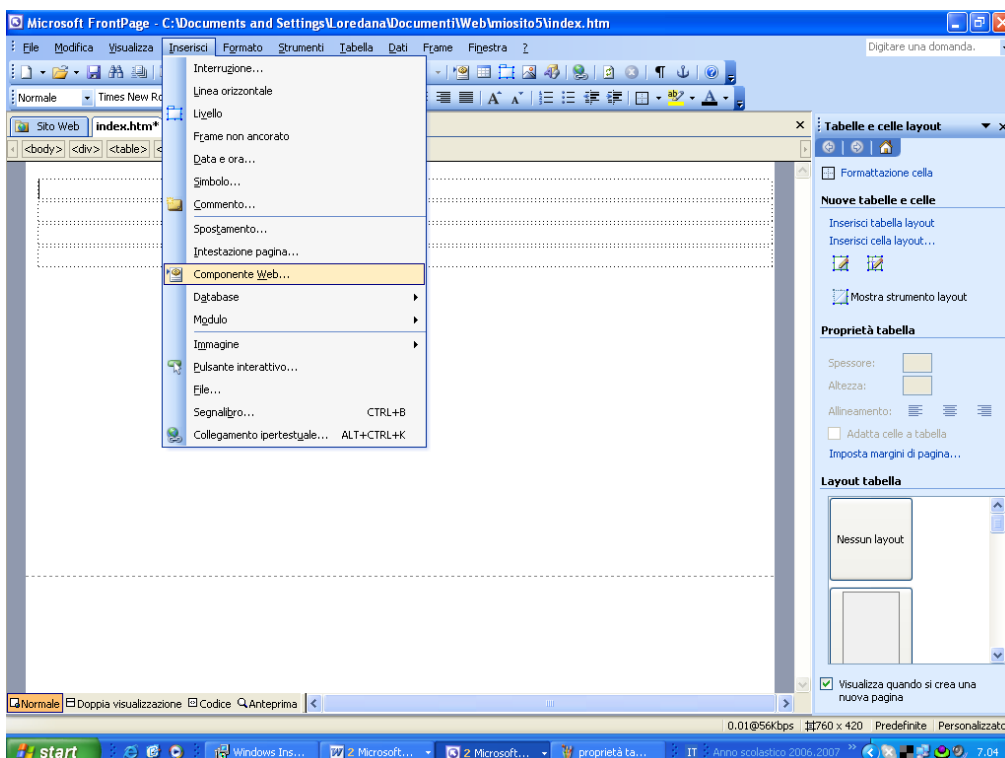 Microsoft FrontPage - C:\Documents and Settings\Loredana\Documenti\Web\miosito5\index.htm
File Modifica Visualizza Inserisci Formato Strumenti Tabella Dati Frame Finestra ?
Digitare una domanda.
Normale Times New Ro
Sito Web index.htm*
<body> <div> <table> <
Interruzione...
Linea orizzontale
Livello
Frame non ancorato
Data e ora...
Simbolo...
Commento...
Spostamento...
Intestazione pagina...
Componente Web...
Database
Modulo
Immagine
Pulsante interattivo...
File...
Segnalibro... CTRL+B
Collegamento ipertestuale... ALT+CTRL+K
Tabelle e celle layout
Formattazione cella
Nuove tabelle e celle
Inserisci tabella layout
Inserisci cella layout...
Mostra strumento layout
Proprietà tabella
Spessore:
Altezza:
Allineamento:
Adatta celle a tabella
Imposta margini di pagina...
Layout tabella
Nessun layout
Visualizza quando si crea una
nuova pagina
Normale Doppia visualizzazione Codice Anteprima
0.01@56Kbps 760 x 420 Predefinite Personalizzato
start Windows Ins... 2 Microsoft... 2 Microsoft... proprietà ta... IT Anno scolastico 2006.2007 » 7.04